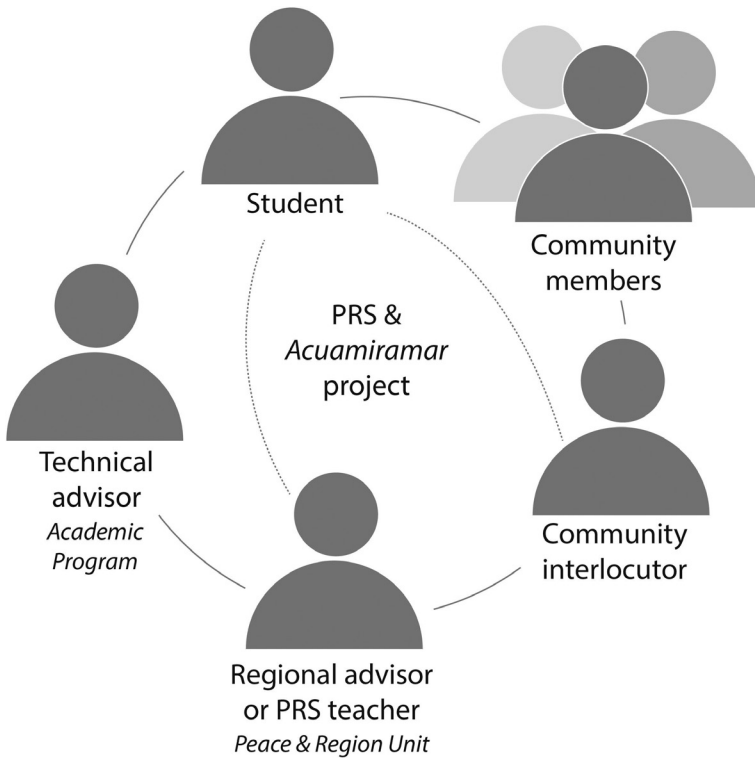 Student
Community
members
PRS &
Acuamiramar
project
Technical
advisor
Academic
Program
Community
interlocutor
Regional advisor
or PRS teacher
Peace & Region Unit